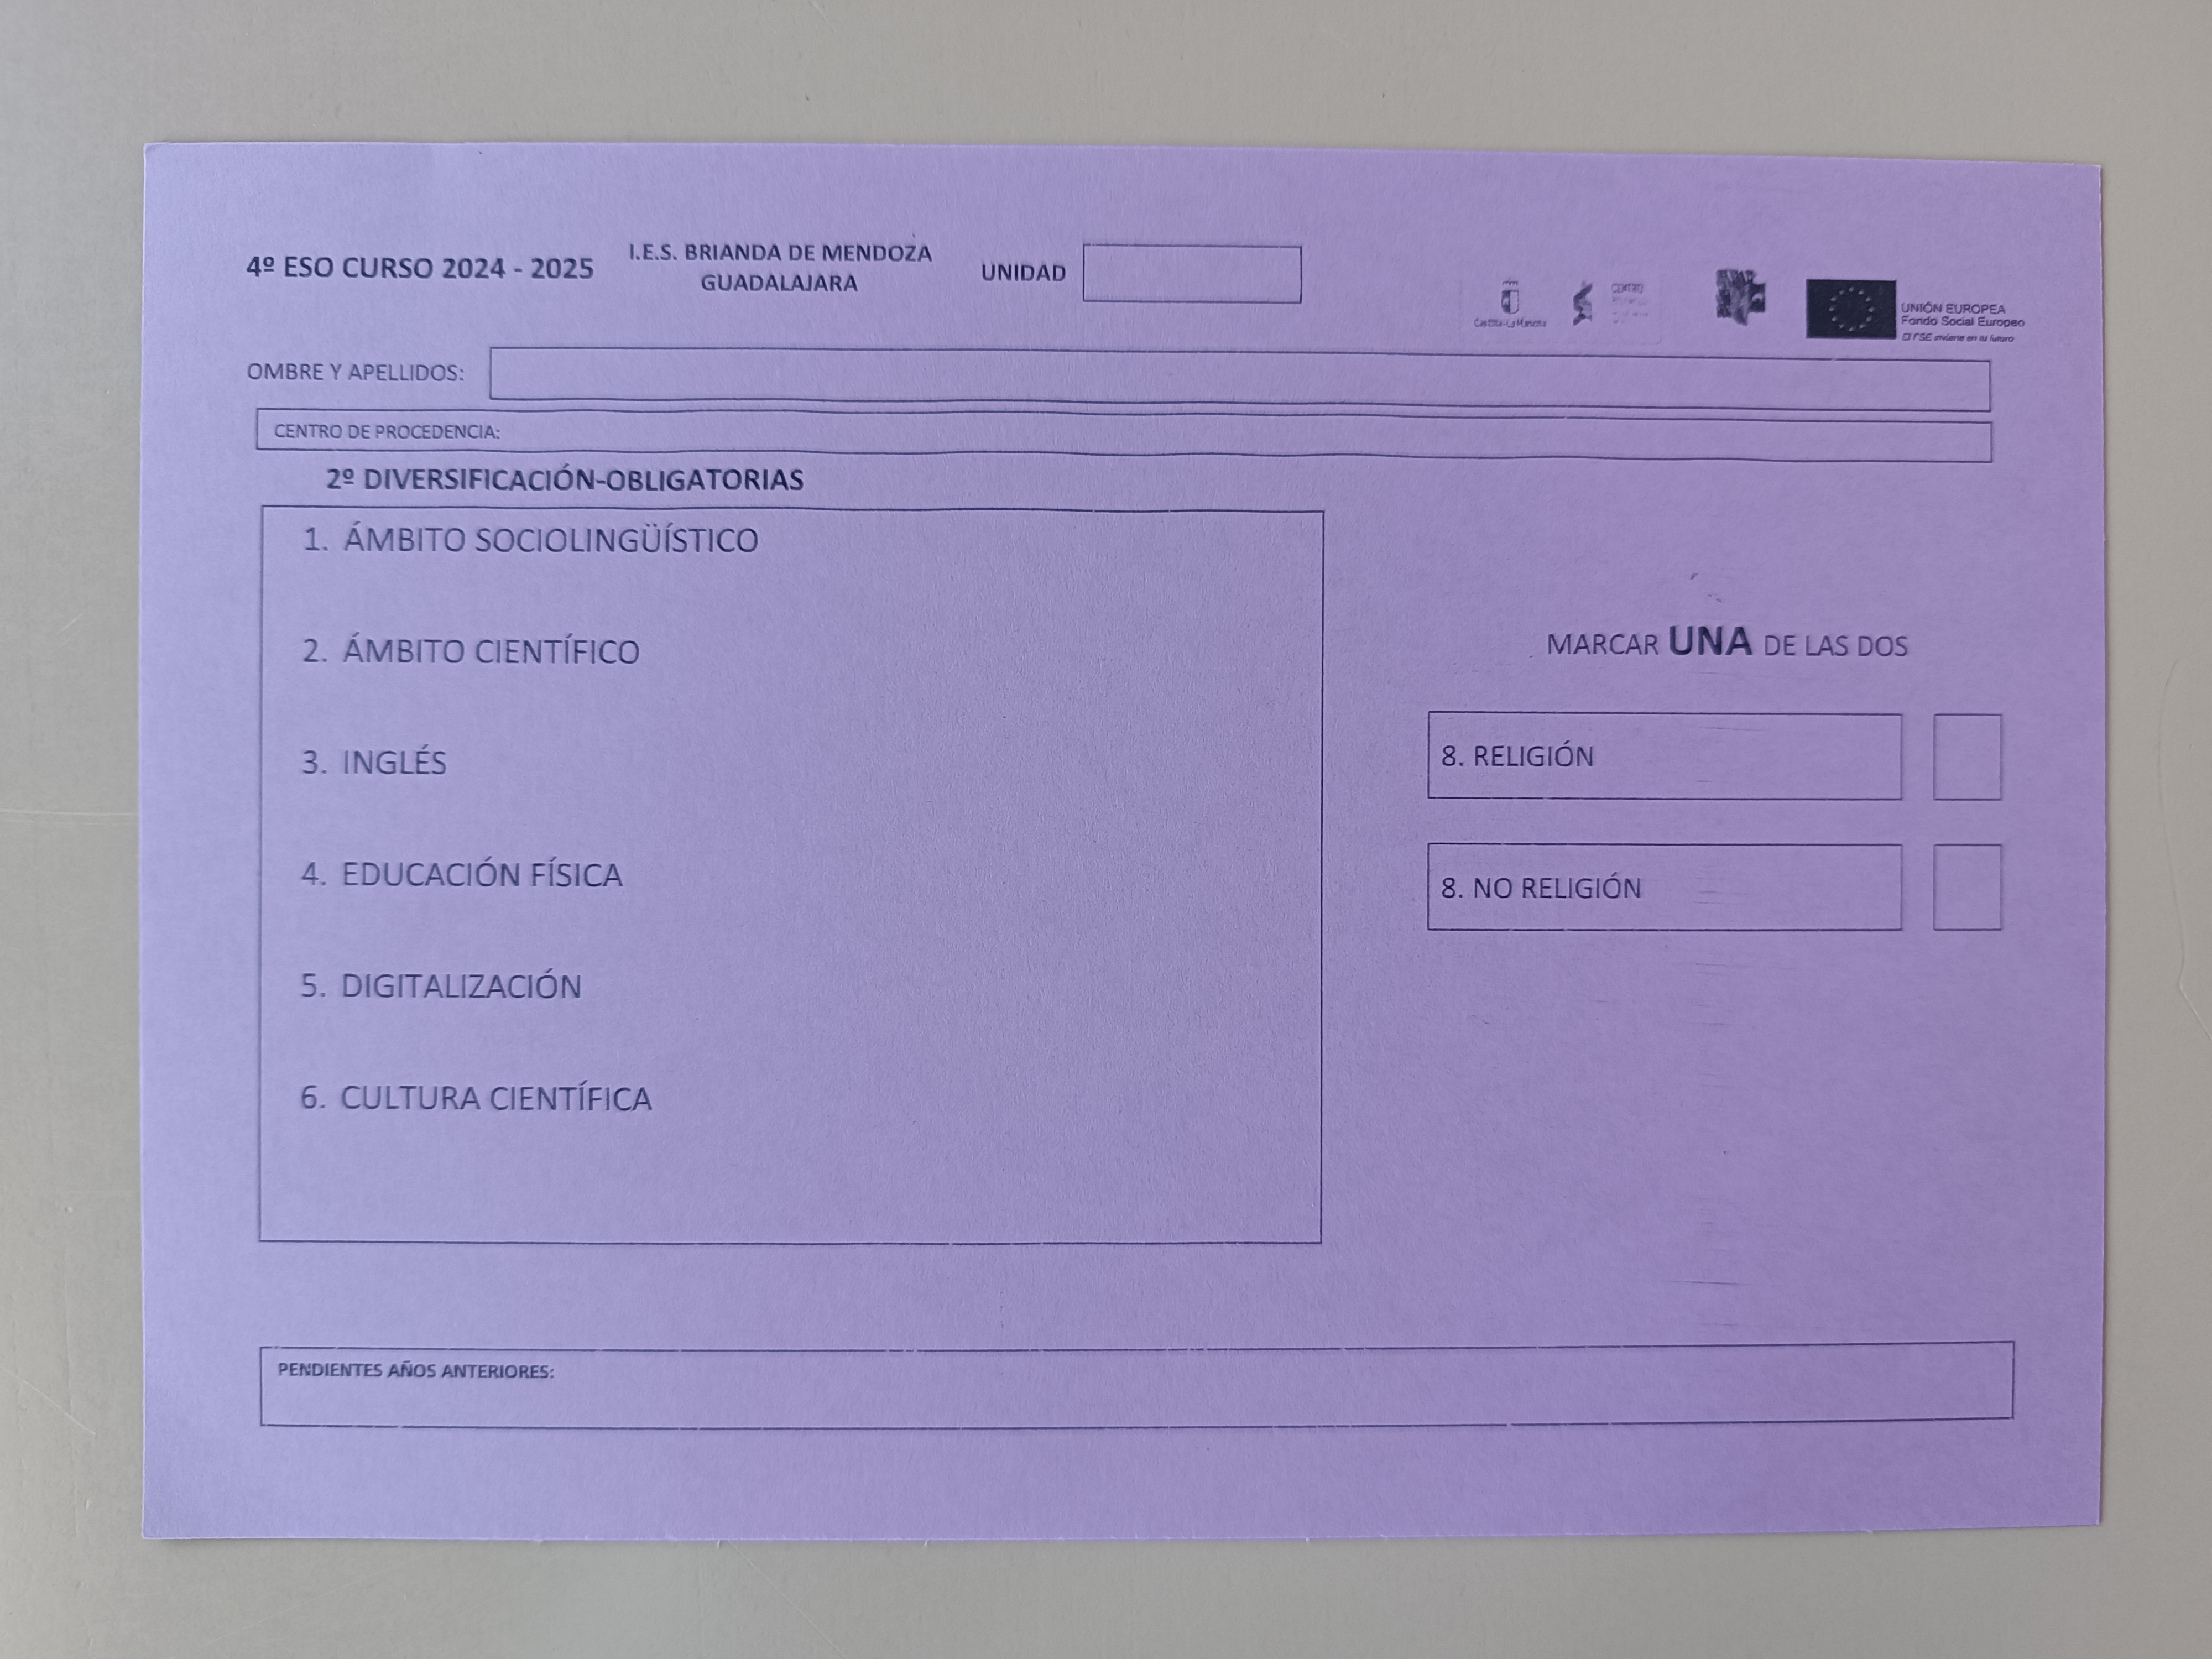 4º ESO CURSO 2024 - 2025
I.E.S. BRIANDA DE MENDOZA
GUADALAJARA
UNIDAD
Castilla-La Mancha
CENTRO
UNIÓN EUROPEA
Fondo Social Europeo
El FSE invierte en tu futuro
OMBRE Y APELLIDOS:
CENTRO DE PROCEDENCIA:
2º DIVERSIFICACIÓN-OBLIGATORIAS
1. ÁMBITO SOCIOLINGÜÍSTICO
2. ÁMBITO CIENTÍFICO
3. INGLÉS
4. EDUCACIÓN FÍSICA
5. DIGITALIZACIÓN
6. CULTURA CIENTÍFICA
MARCAR UNA DE LAS DOS
8. RELIGIÓN
8. NO RELIGIÓN
PENDIENTES AÑOS ANTERIORES: